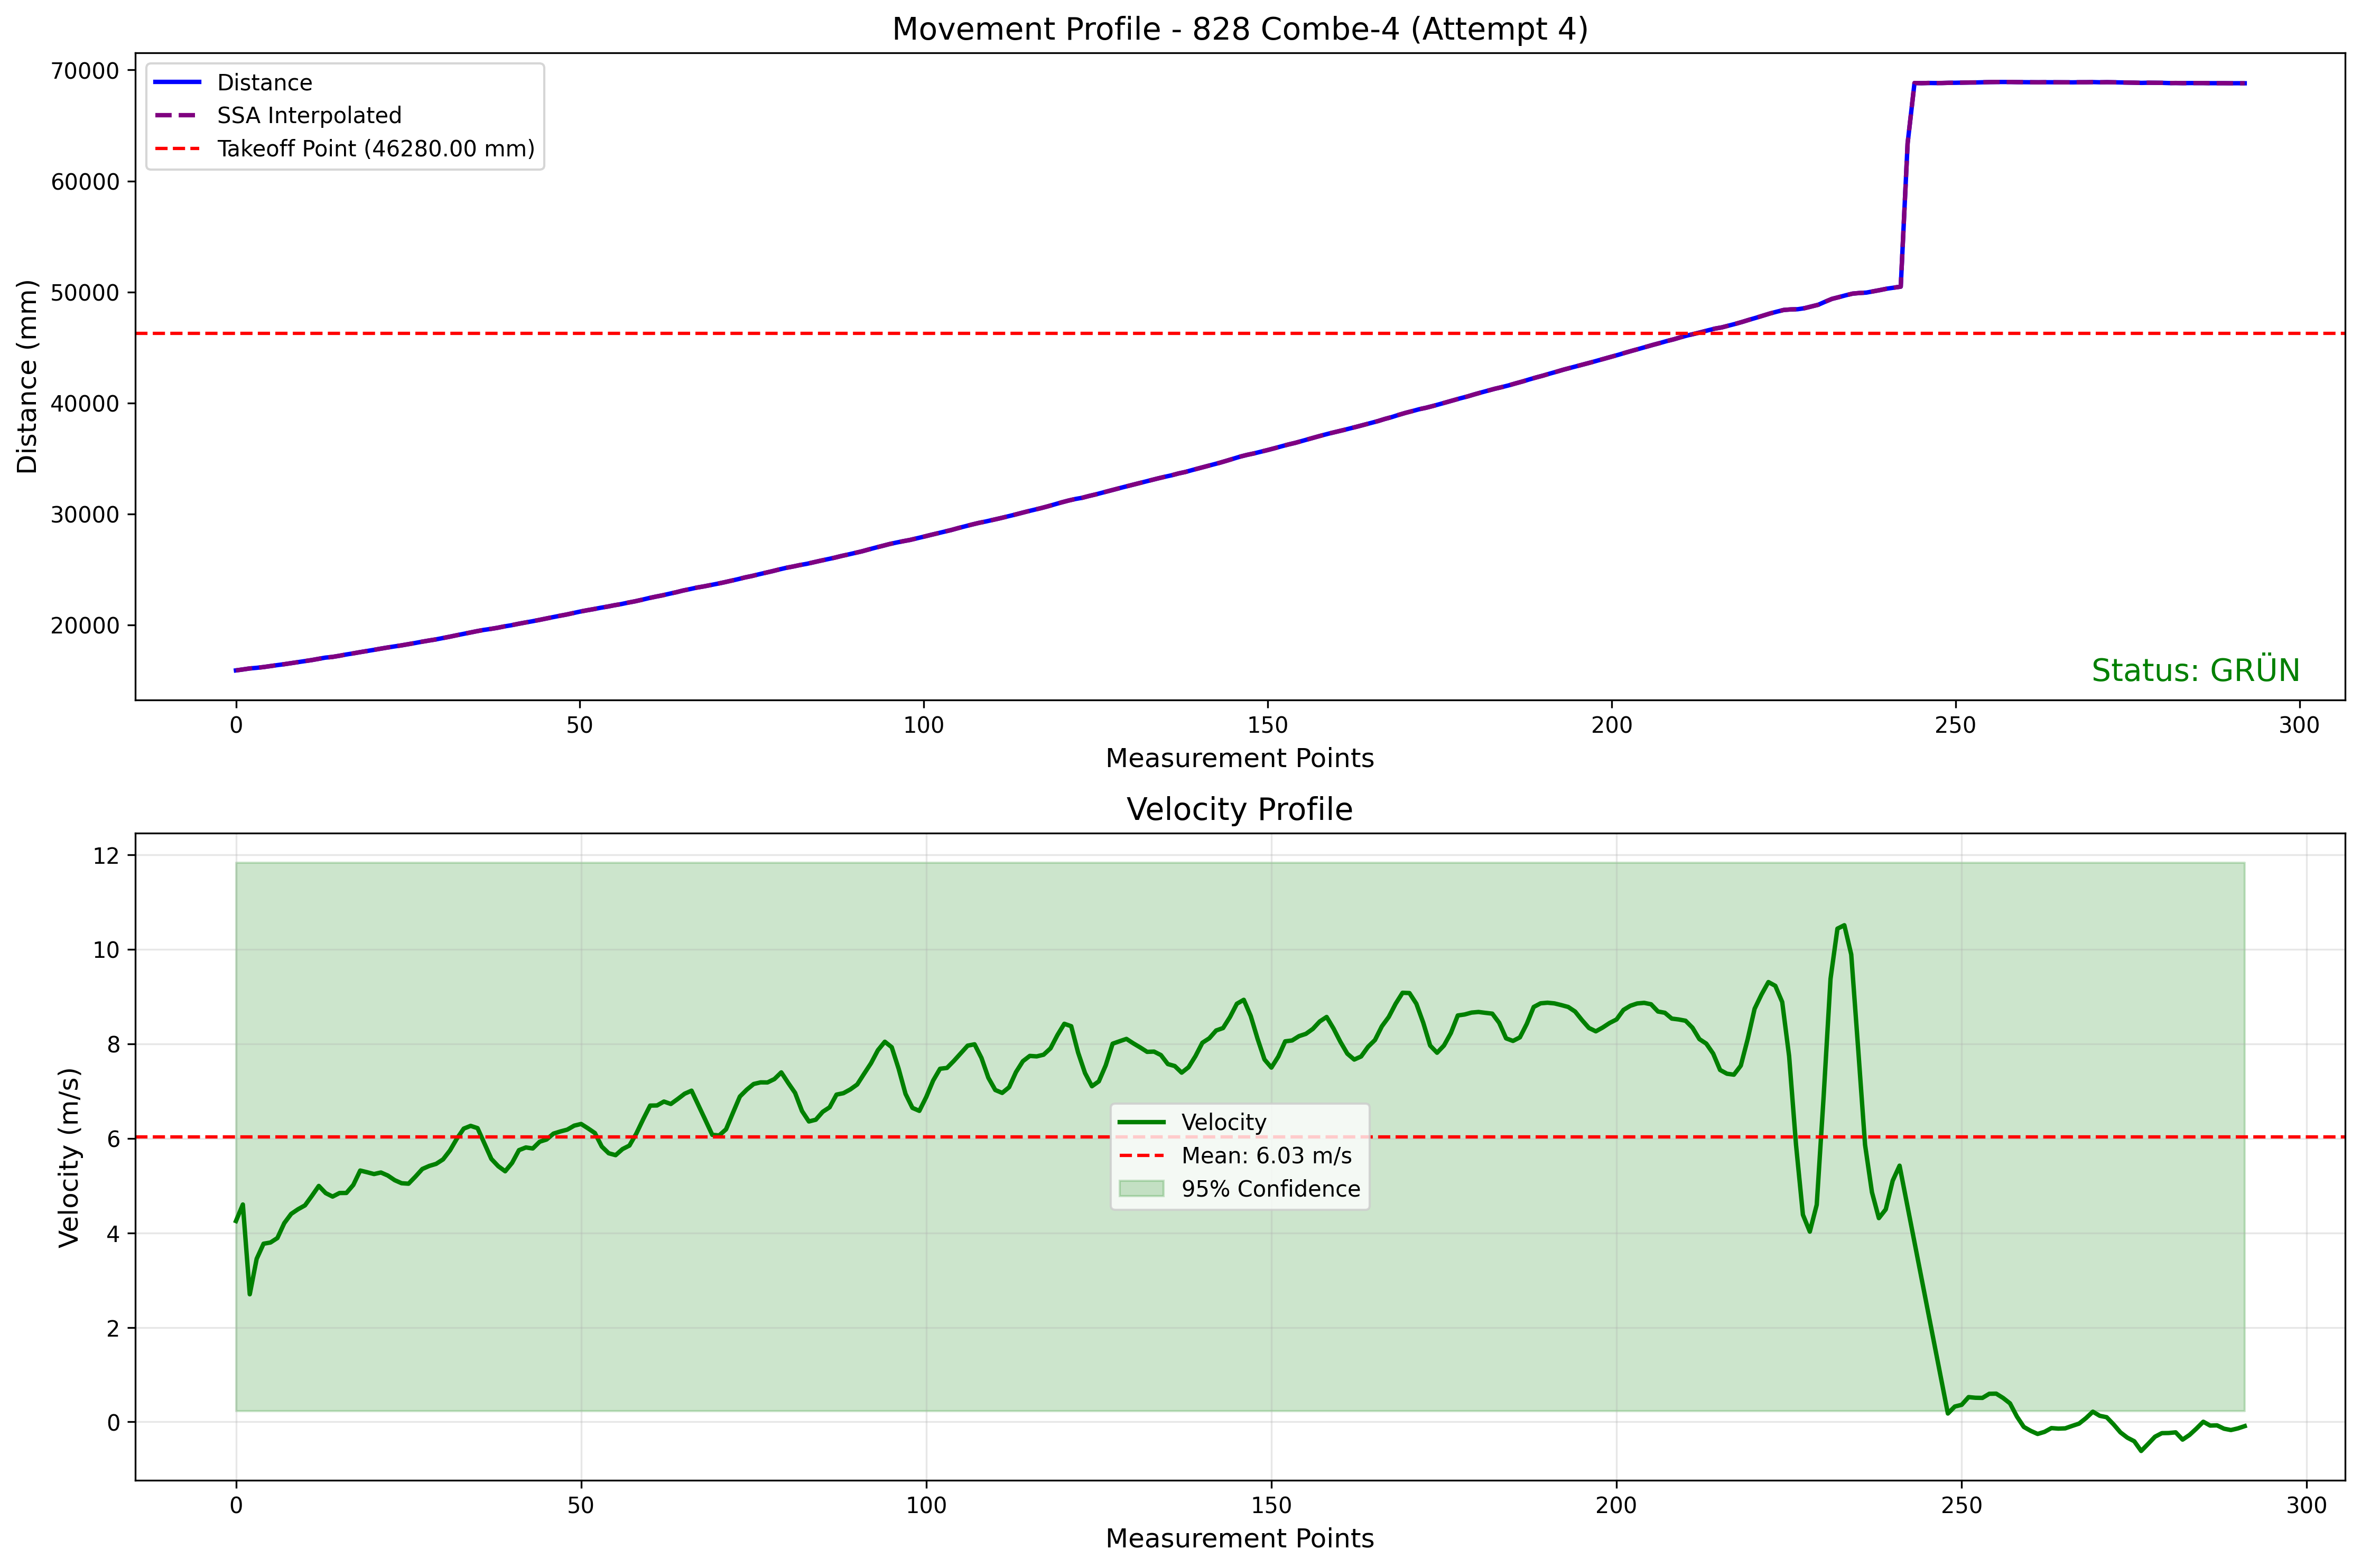 Movement Profile - 828 Combe-4 (Attempt 4)
Distance
SSA Interpolated
Takeoff Point (46280.00 mm)
70000
60000
50000
40000
30000
20000
Distance (mm)
Status: GRÜN
0 50 100 150 200 250 300
Measurement Points
Velocity Profile
12
10
8
6
4
2
0
Velocity (m/s)
Velocity
Mean: 6.03 m/s
95% Confidence
0 50 100 150 200 250 300
Measurement Points